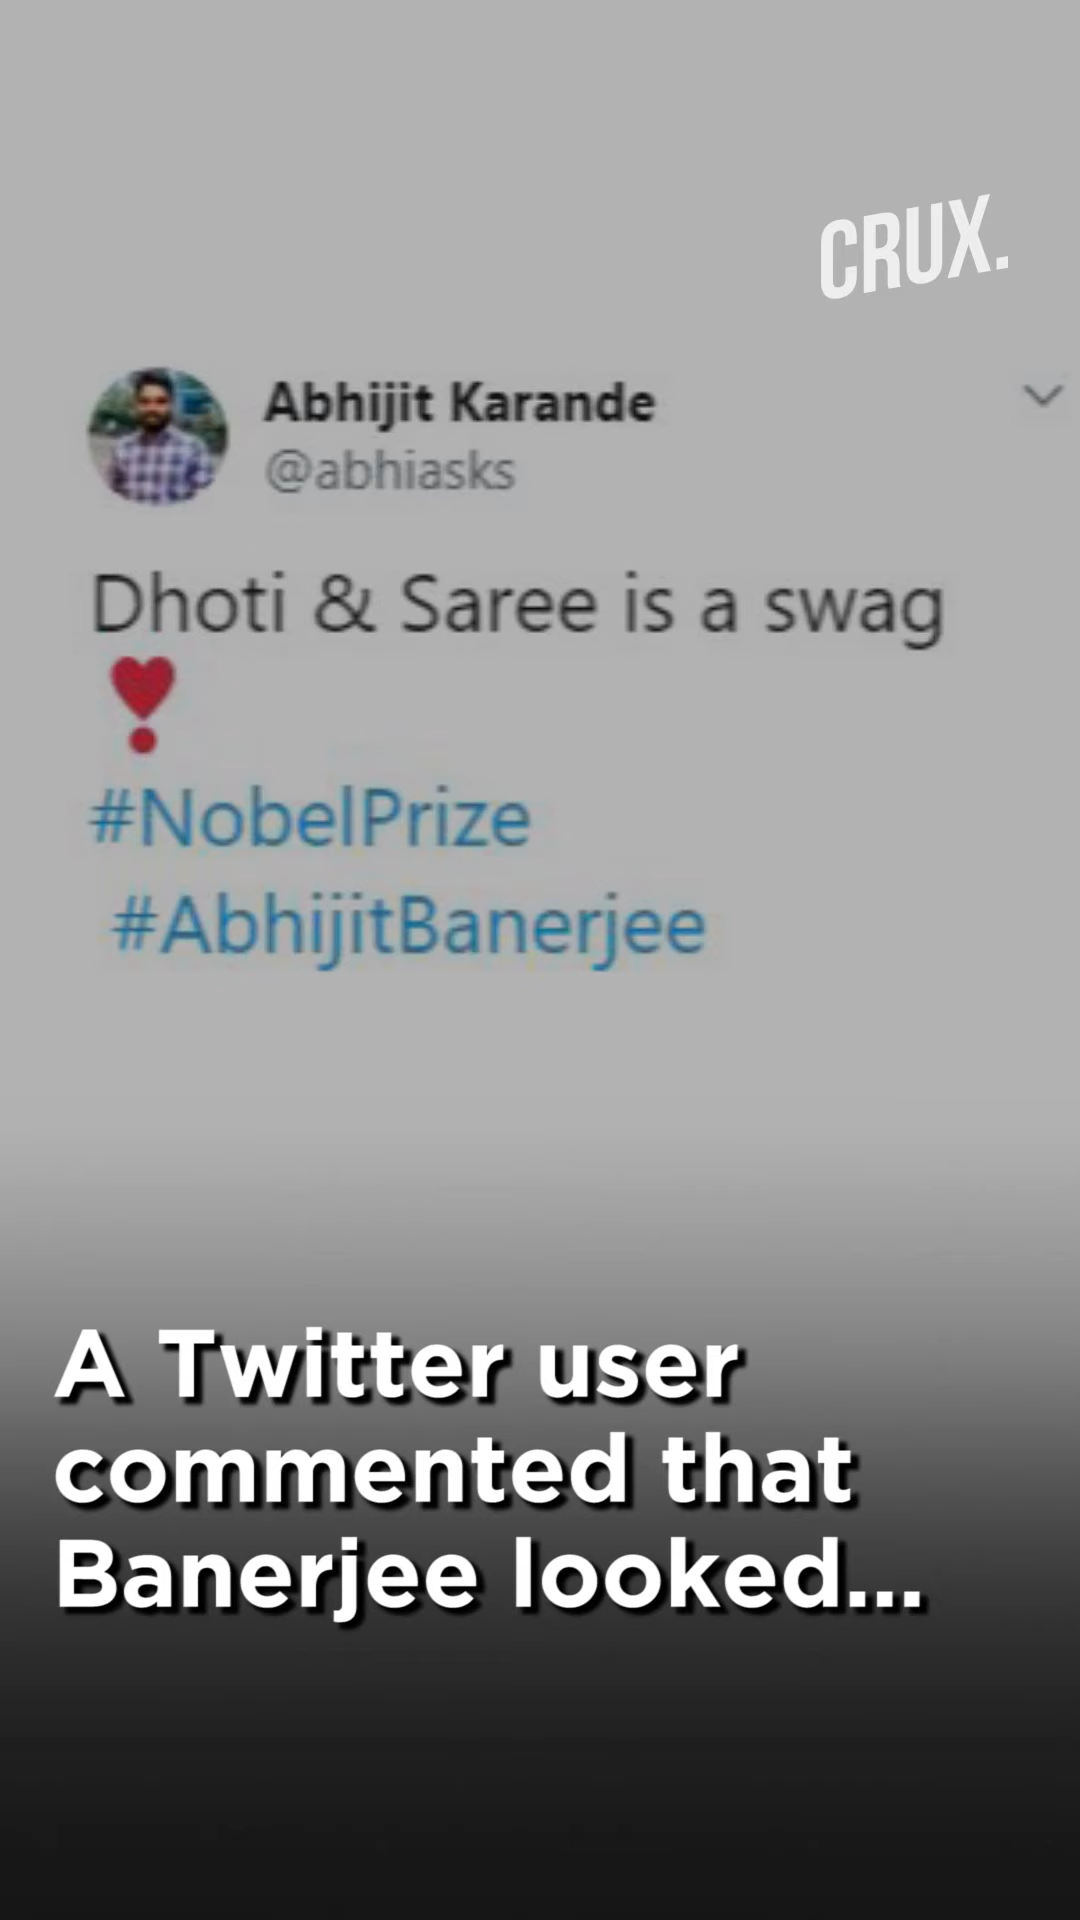 CRUX.
Abhijit Karande
@abhiasks
Dhoti & Saree is a swag
❣
#NobelPrize
#AbhijitBanerjee
A Twitter user
commented that
Banerjee looked...